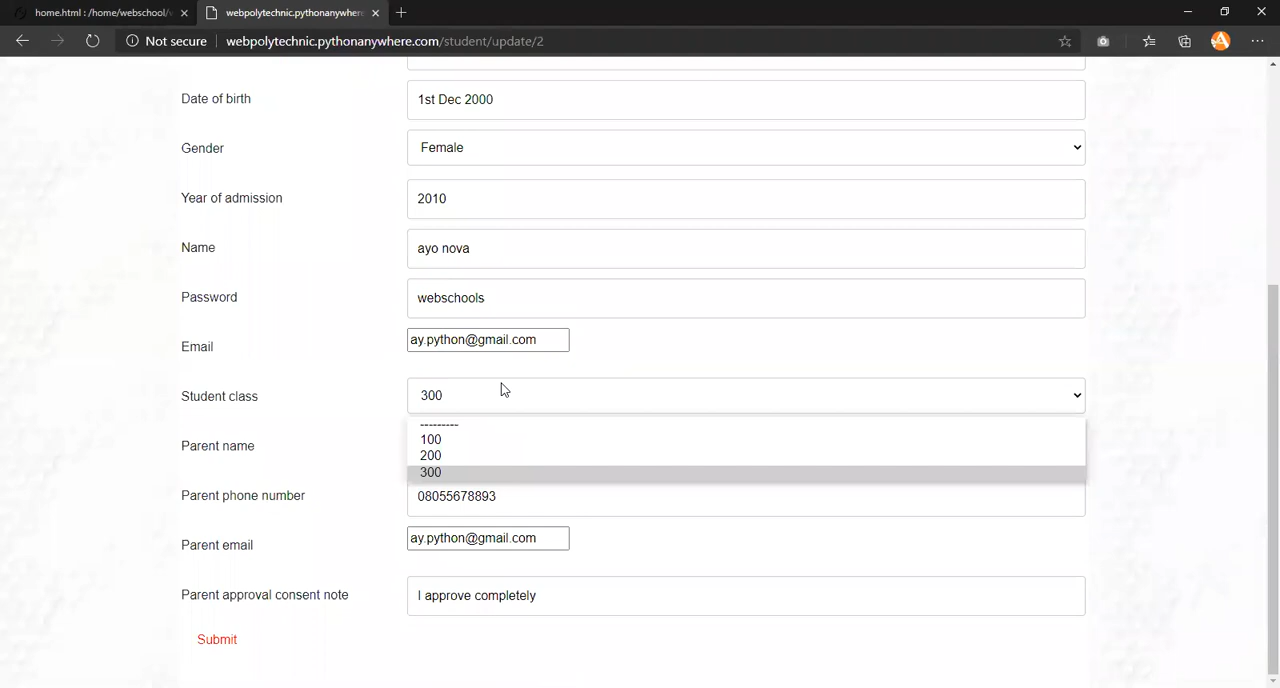 home.html : /home/webschool/
webpolytechnic.pythonanywhere
Not secure
webpolytechnic.pythonanywhere.com/student/update/2
Date of birth
1st Dec 2000
Gender
Female
Year of admission
2010
Name
ayo nova
Password
webschools
Email
ay.python@gmail.com
Student class
300
---------
100
200
300
Parent name
Parent phone number
08055678893
Parent email
ay.python@gmail.com
Parent approval consent note
I approve completely
Submit